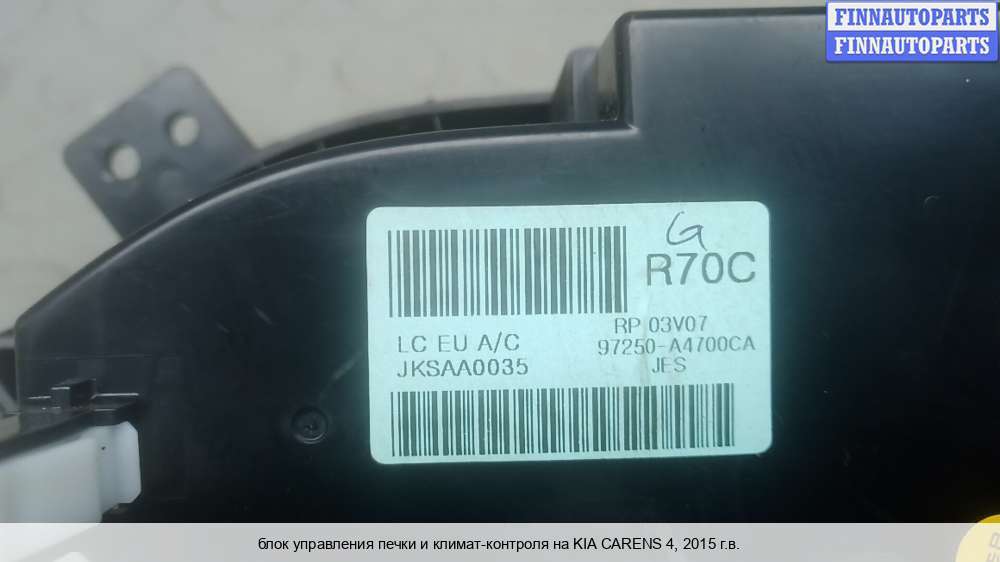 FINNAUTOPARTS
FINNAUTOPARTS
G
R70C
RP 03V07
LC EU A/C
97250-A4700CA
JKSAA0035
JES
блок управления печки и климат-контроля на KIA CARENS 4, 2015 г.в.